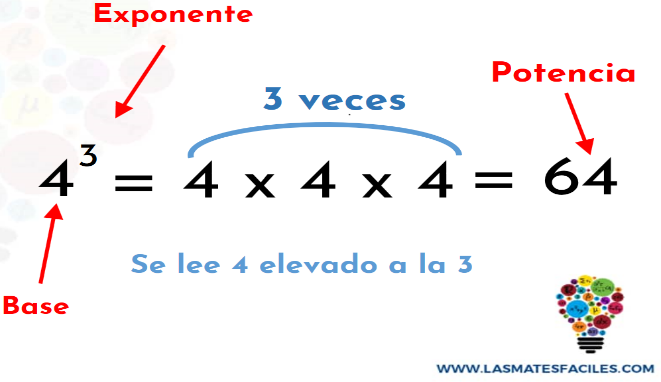 Exponente
Potencia
3 veces
4³ = 4 x 4 x 4 = 64
Se lee 4 elevado a la 3
Base
WWW.LASMATESFACILES.COM